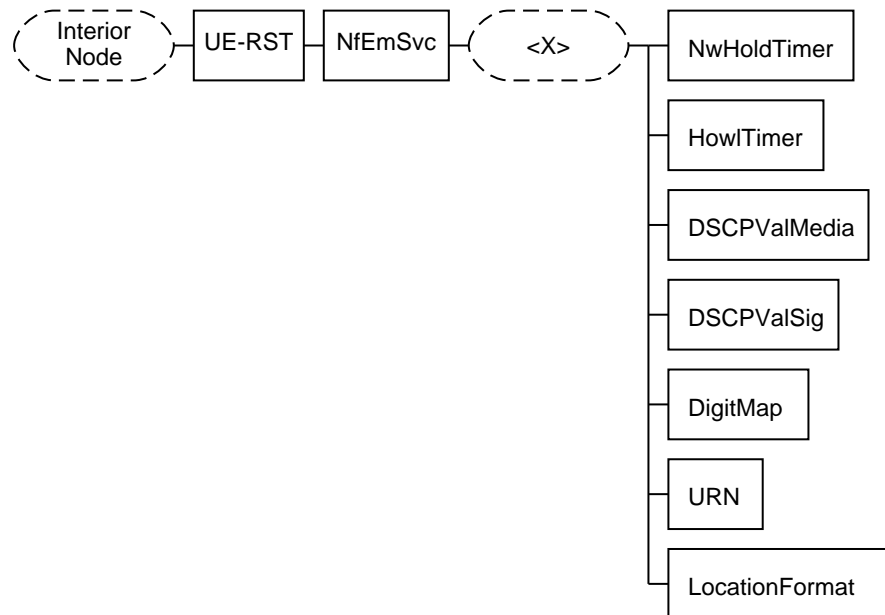 Interior
Node
UE-RST
NfEmSvc
<X>
NwHoldTimer
HowlTimer
DSCPValMedia
DSCPValSig
DigitMap
URN
LocationFormat